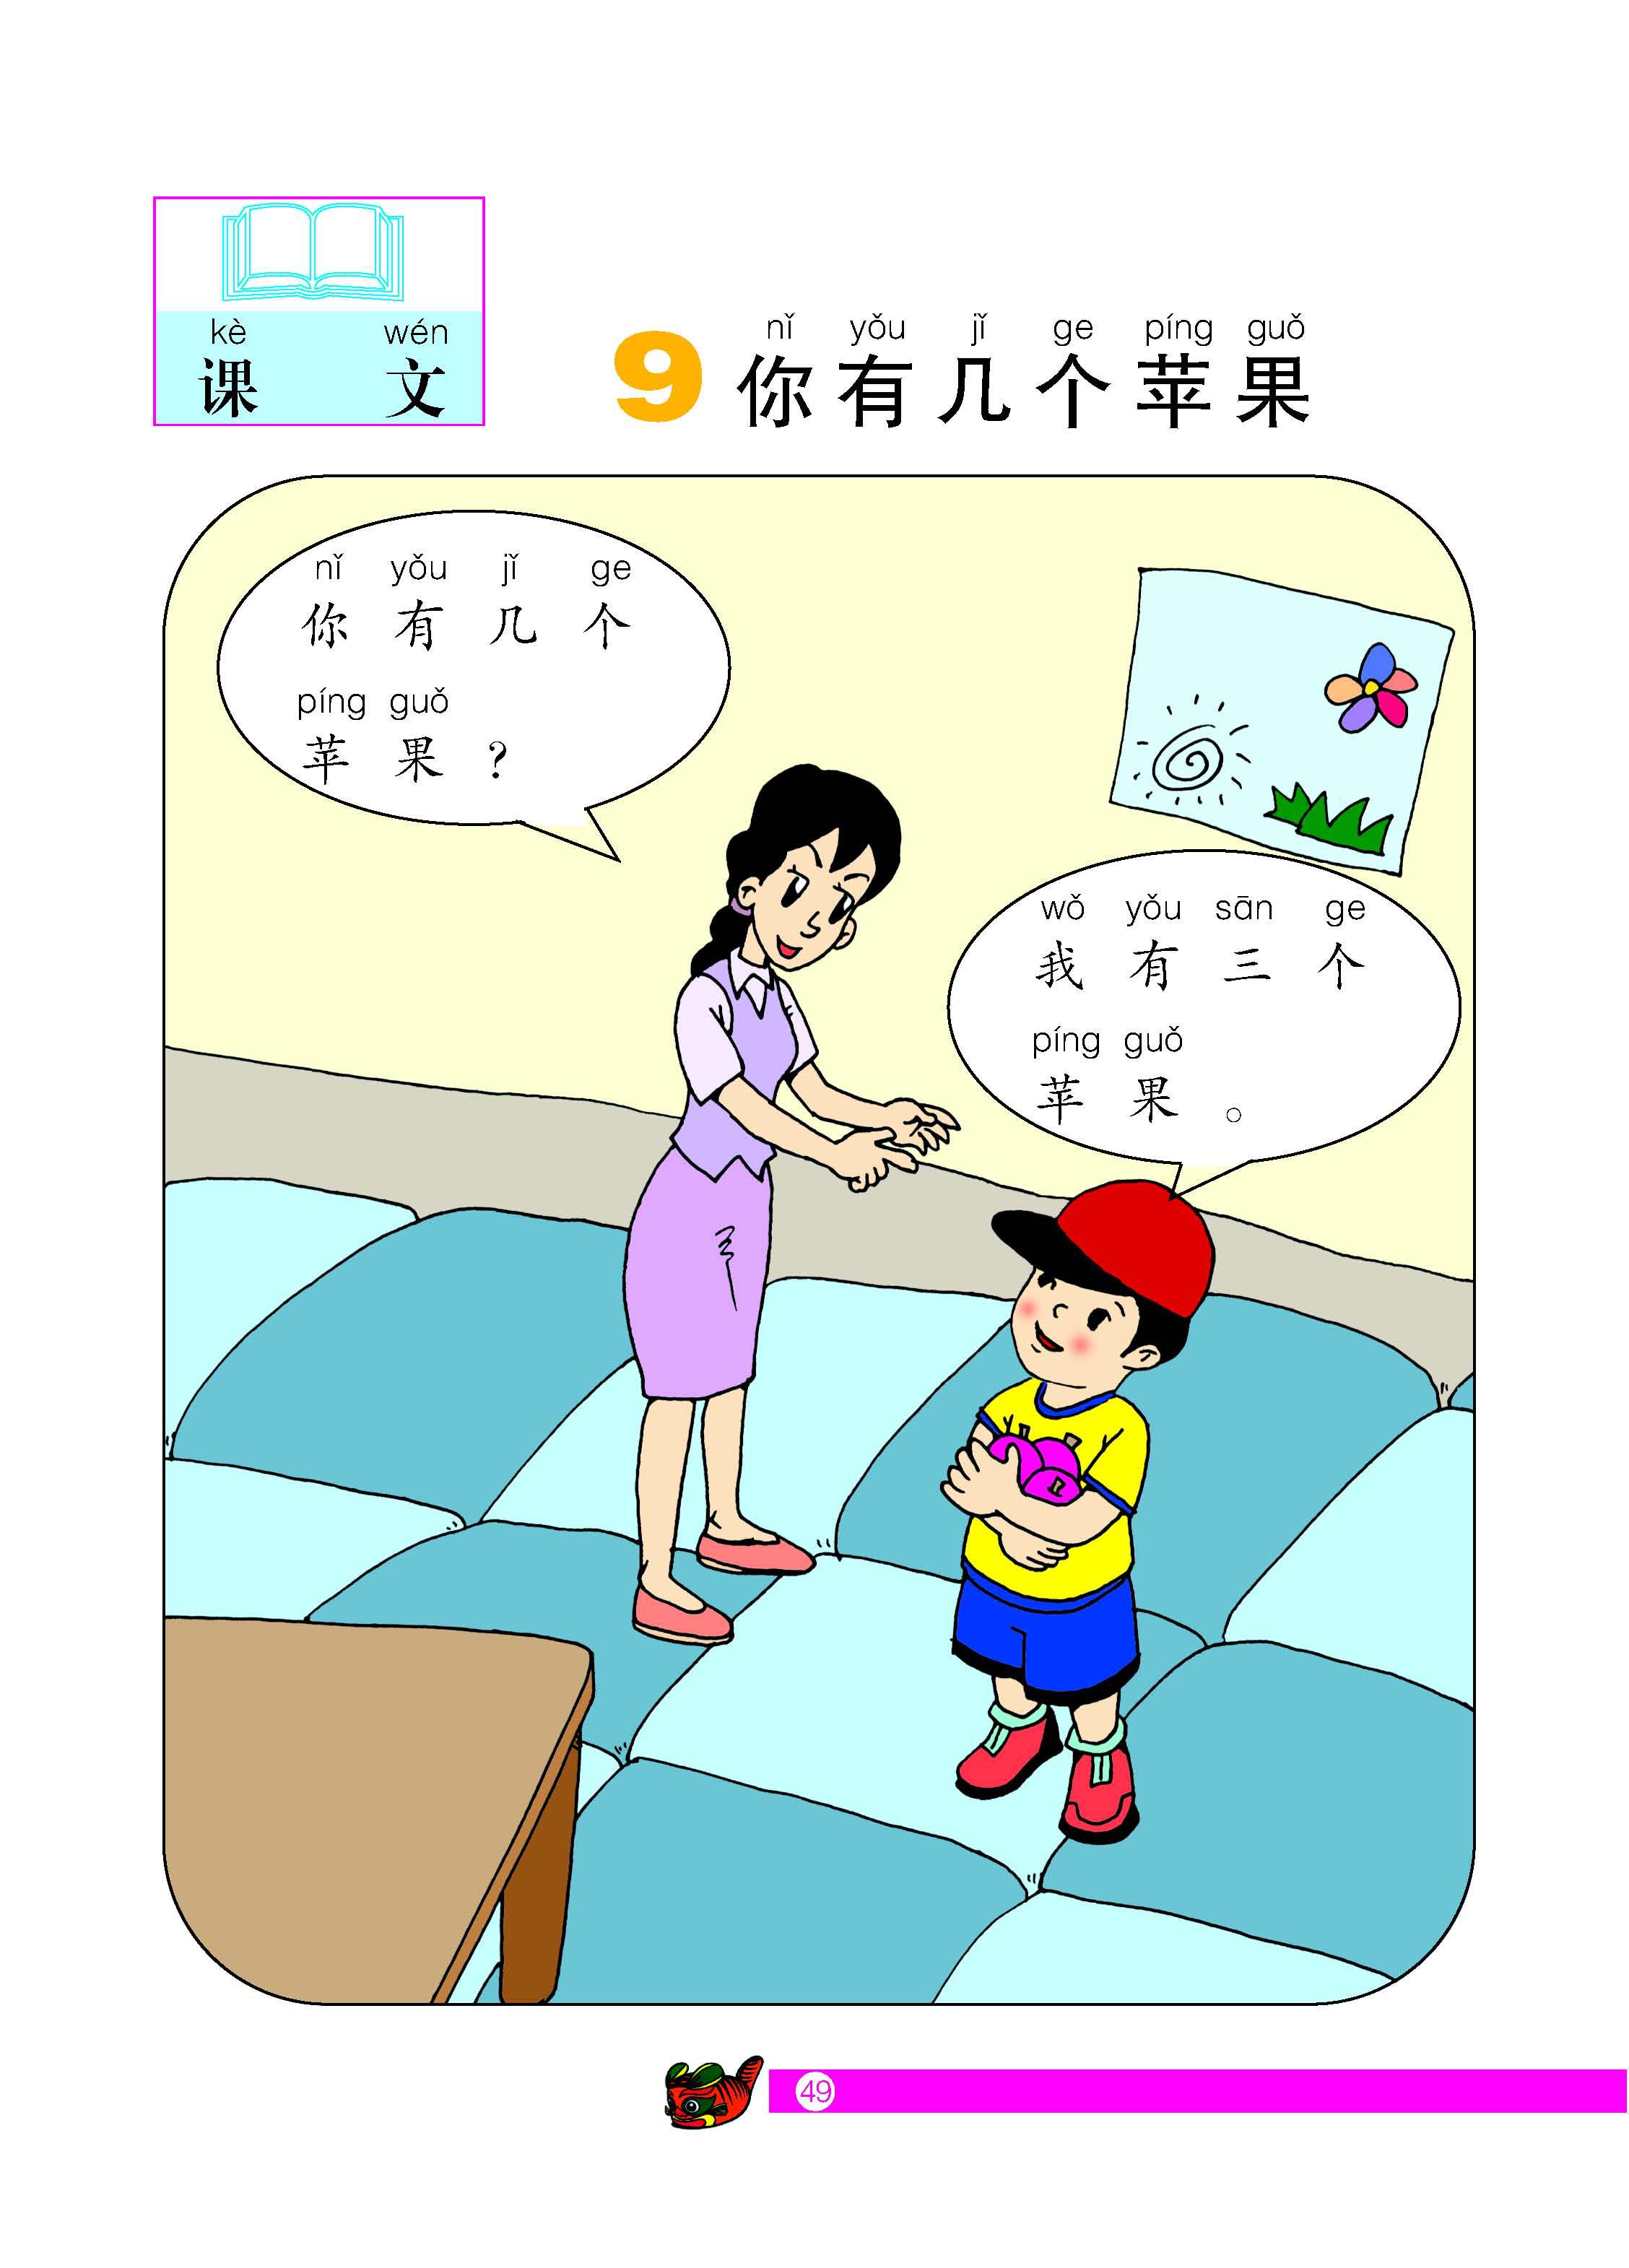 kè wén
课 文
nǐ yǒu jǐ ge píng guǒ
9 你有几个苹果
nǐ yǒu jǐ ge
你 有 几 个
píng guǒ
苹 果 ?
wǒ yǒu sān ge
我 有 三 个
píng guǒ
苹 果 。
49